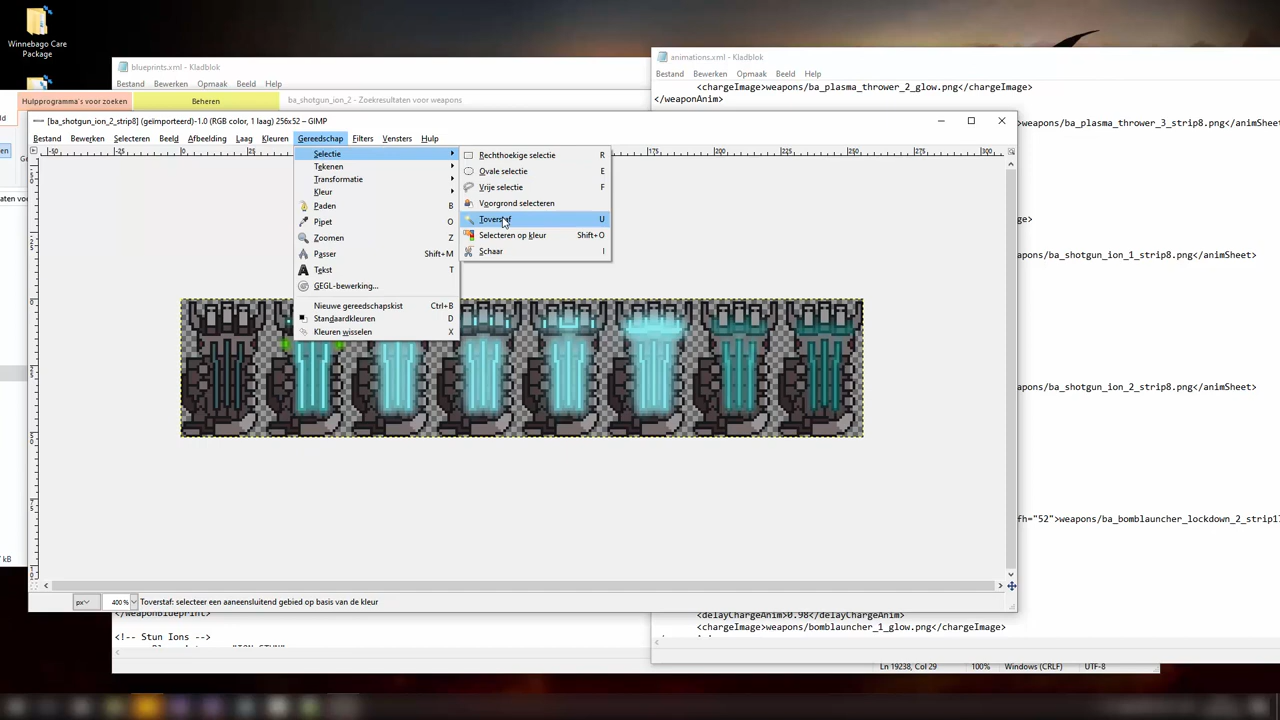 Winnebago Care
Package
blueprints.xml - Kladblok
Bestand Bewerken Opmaak Beeld Help
Hulpprogramma's voor zoeken Beheren ba_shotgun_ion_2 - Zoekresultaten voor weapons
animations.xml - Kladblok
Bestand Bewerken Opmaak Beeld Help
<chargeImage>weapons/ba_plasma_thrower_2_glow.png</chargeImage>
</weaponAnim>
weapons/ba_plasma_thrower_3_strip8.png</animShee
weapons/ba_shotgun_ion_1_strip8.png</animSheet>
weapons/ba_shotgun_ion_2_strip8.png</animSheet>
fh="52">weapons/ba_bomblauncher_lockdown_2_strip1
<delayChargeAnim>0.98</delayChargeAnim>
<chargeImage>weapons/bomblauncher_1_glow.png</chargeImage>
Ln 19238, Col 29 100% Windows (CRLF) UTF-8
[ba_shotgun_ion_2_strip8] (geïmporteerd)-1.0 (RGB color, 1 laag) 256x52 – GIMP
Bestand Bewerken Selecteren Beeld Afbeelding Laag Kleuren Gereedschap Filters Vensters Help
Selectie
Tekenen
Transformatie
Kleur
Paden B
Pipet O
Zoomen Z
Passer Shift+M
Tekst T
GEGL-bewerking...
Nieuwe gereedschapskist Ctrl+B
Standaardkleuren D
Kleuren wisselen X
Rechthoekige selectie R
Ovale selectie E
Vrije selectie F
Voorgrond selecteren
Toverstaf U
Selecteren op kleur Shift+O
Schaar I
px 400 % Toverstaf: selecteer een aaneensluitend gebied op basis van de kleur
</weaponBlueprint>
<!-- Stun Ions -->